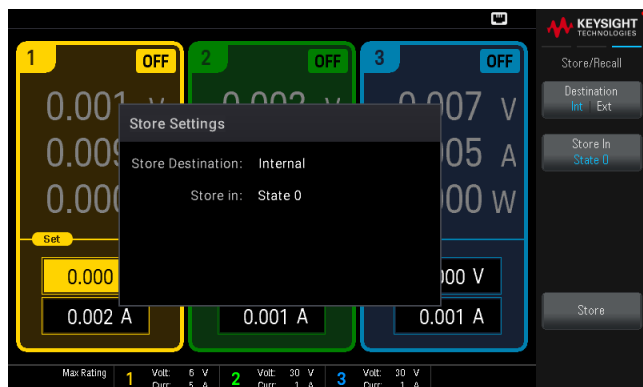 KEYSIGHT
TECHNOLOGIES
Store/Recall
Destination
Int | Ext
Store In
State 0
Store
1 OFF 2 OFF 3 OFF
0.001 V 0.007 V
A
W
Store Settings
Store Destination: Internal
Store in: State 0
Set
0.000
0.002 A 0.001 A 0.001 A
Max Rating 1 Volt: 6 V 2 Volt: 30 V 3 Volt: 30 V
Curr: 5 A Curr: 1 A Curr: 1 A